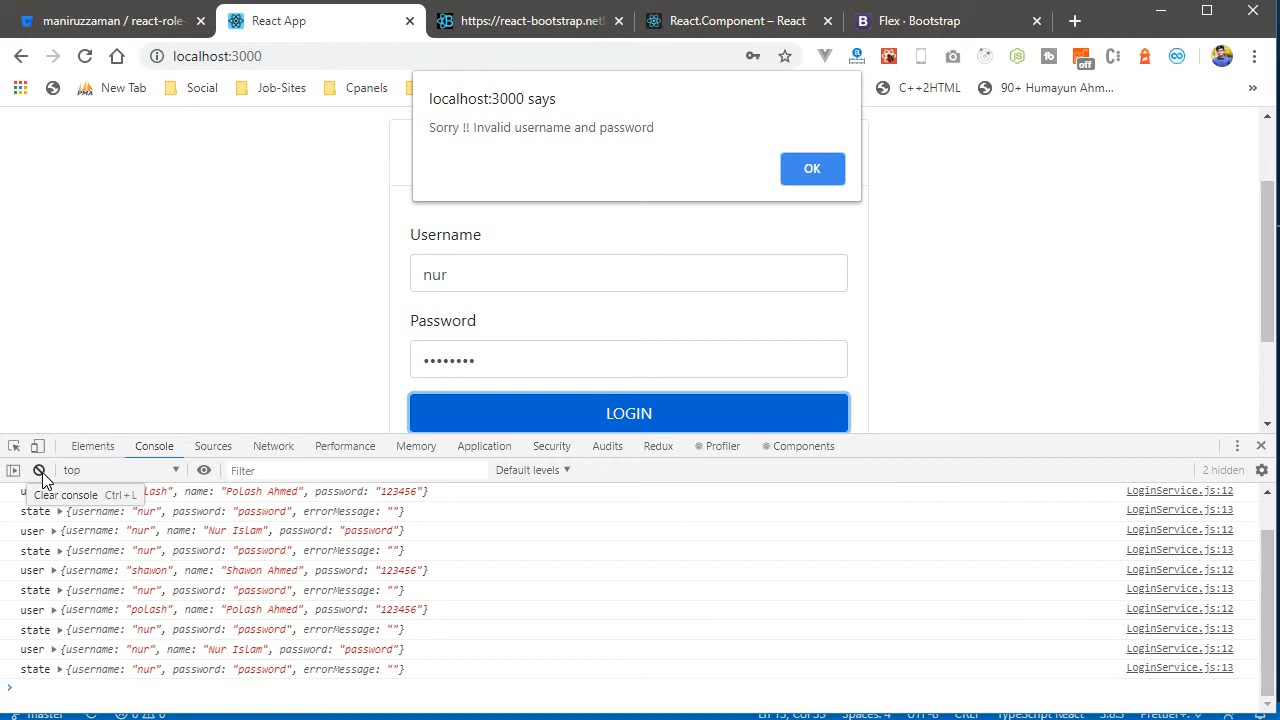 maniruzzaman / react-role-
React App
https://react-bootstrap.netl
React.Component – React
Flex · Bootstrap
localhost:3000
off
New Tab
Social
Job-Sites
Cpanels
C++2HTML
90+ Humayun Ahm...
localhost:3000 says
Sorry !! Invalid username and password
OK
Username
nur
Password
••••••••
LOGIN
Elements
Console
Sources
Network
Performance
Memory
Application
Security
Audits
Redux
Profiler
Components
top
Filter
Default levels
2 hidden
Clear console Ctrl+L
lash", name: "Polash Ahmed", password: "123456"} LoginService.js:12
state {username: "nur", password: "password", errorMessage: ""} LoginService.js:13
user {username: "nur", name: "Nur Islam", password: "password"} LoginService.js:12
state {username: "nur", password: "password", errorMessage: ""} LoginService.js:13
user {username: "shawon", name: "Shawon Ahmed", password: "123456"} LoginService.js:12
state {username: "nur", password: "password", errorMessage: ""} LoginService.js:13
user {username: "polash", name: "Polash Ahmed", password: "123456"} LoginService.js:12
state {username: "nur", password: "password", errorMessage: ""} LoginService.js:13
user {username: "nur", name: "Nur Islam", password: "password"} LoginService.js:12
state {username: "nur", password: "password", errorMessage: ""} LoginService.js:13
master